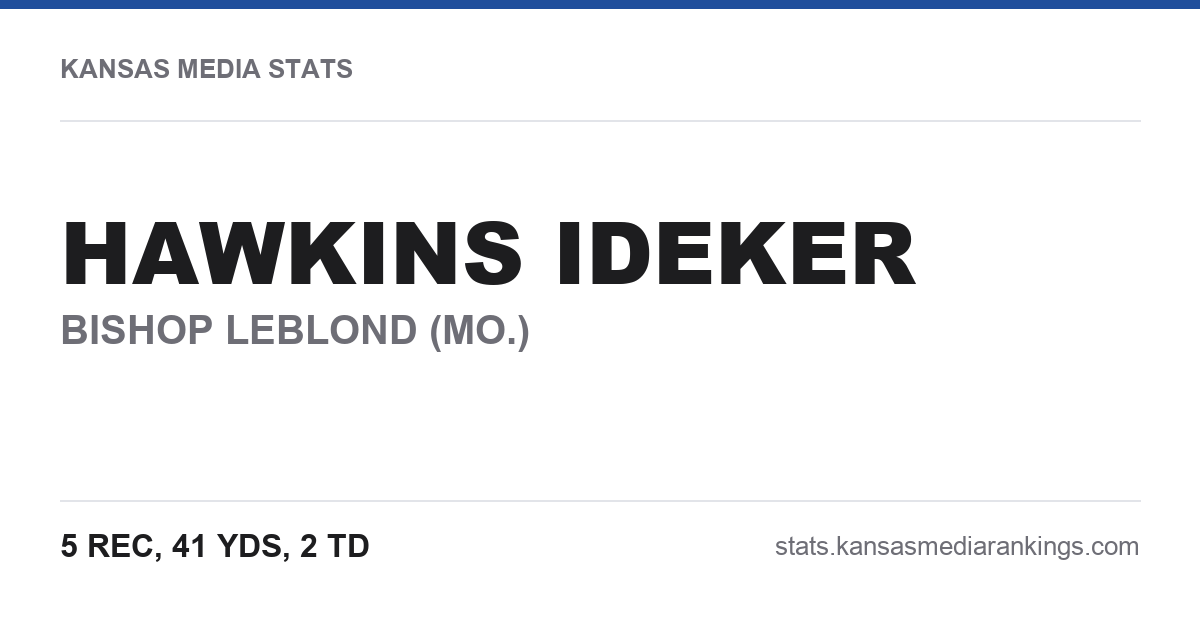 KANSAS MEDIA STATS
HAWKINS IDEKER
BISHOP LEBLOND (MO.)
5 REC, 41 YDS, 2 TD
stats.kansasmediarankings.com